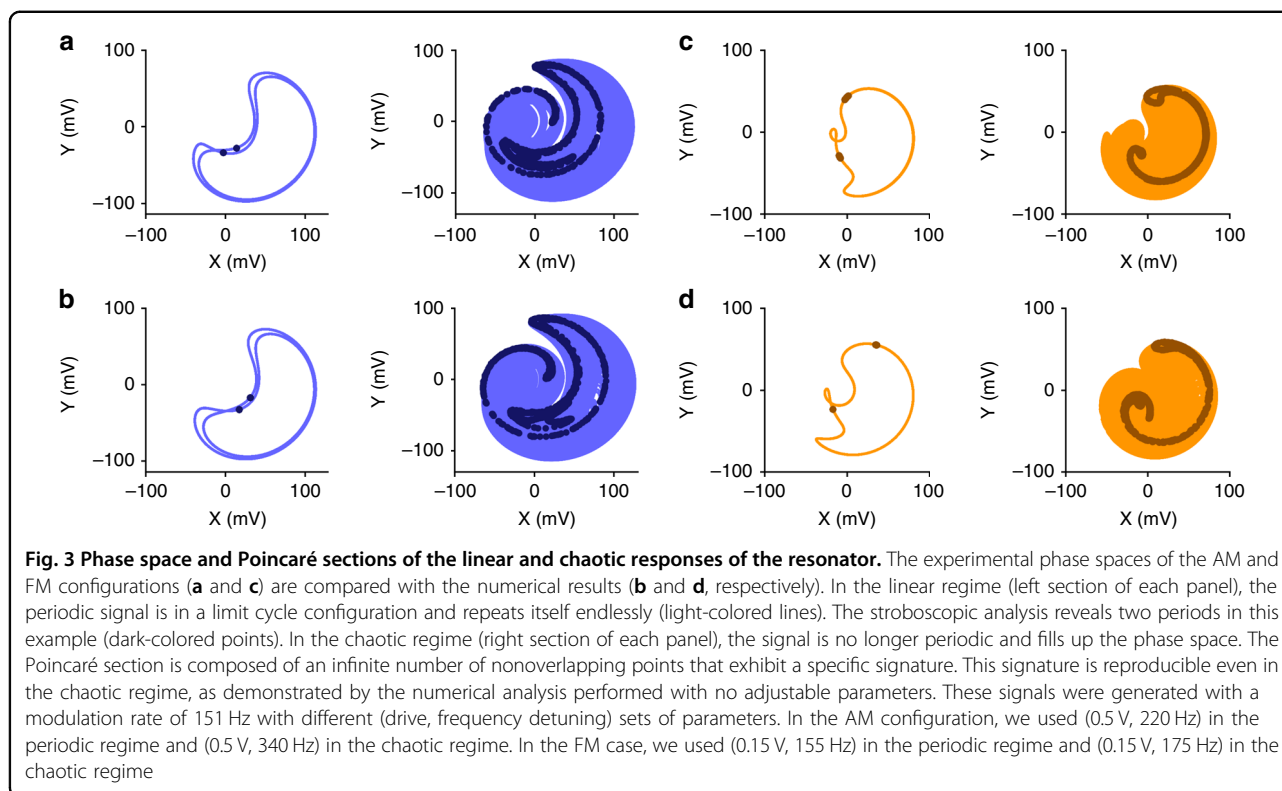 a
100
0
−100
Y (mV)
−100
0
100
X (mV)
100
0
−100
Y (mV)
−100
0
100
X (mV)
c
100
0
−100
Y (mV)
−100
0
100
X (mV)
100
0
−100
Y (mV)
−100
0
100
X (mV)
b
100
0
−100
Y (mV)
−100
0
100
X (mV)
100
0
−100
Y (mV)
−100
0
100
X (mV)
d
100
0
−100
Y (mV)
−100
0
100
X (mV)
100
0
−100
Y (mV)
−100
0
100
X (mV)
Fig. 3 Phase space and Poincaré sections of the linear and chaotic responses of the resonator. The experimental phase spaces of the AM and
FM configurations (a and c) are compared with the numerical results (b and d, respectively). In the linear regime (left section of each panel), the
periodic signal is in a limit cycle configuration and repeats itself endlessly (light-colored lines). The stroboscopic analysis reveals two periods in this
example (dark-colored points). In the chaotic regime (right section of each panel), the signal is no longer periodic and fills up the phase space. The
Poincaré section is composed of an infinite number of nonoverlapping points that exhibit a specific signature. This signature is reproducible even in
the chaotic regime, as demonstrated by the numerical analysis performed with no adjustable parameters. These signals were generated with a
modulation rate of 151 Hz with different (drive, frequency detuning) sets of parameters. In the AM configuration, we used (0.5 V, 220 Hz) in the
periodic regime and (0.5 V, 340 Hz) in the chaotic regime. In the FM case, we used (0.15 V, 155 Hz) in the periodic regime and (0.15 V, 175 Hz) in the
chaotic regime